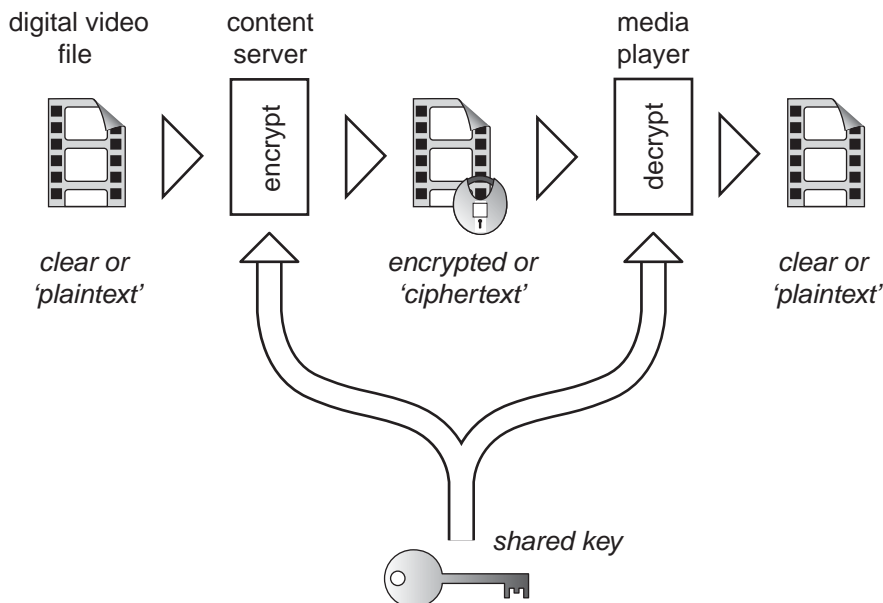 digital video
file
content
server
media
player
encrypt
decrypt
clear or
‘plaintext’
encrypted or
‘ciphertext’
clear or
‘plaintext’
shared key